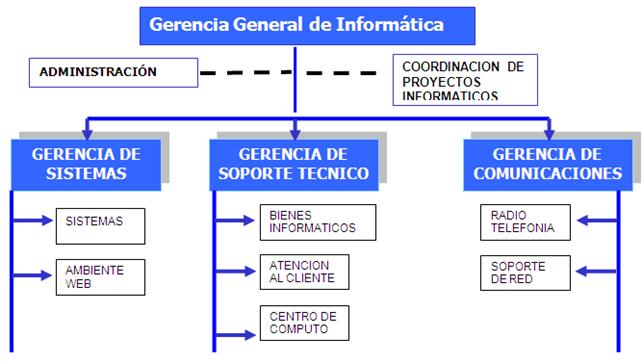 Gerencia General de Informática
ADMINISTRACIÓN
COORDINACION DE
PROYECTOS
INFORMATICOS
GERENCIA DE
SISTEMAS
GERENCIA DE
SOPORTE TECNICO
GERENCIA DE
COMUNICACIONES
SISTEMAS
BIENES
INFORMATICOS
RADIO
TELEFONIA
AMBIENTE
WEB
ATENCION
AL CLIENTE
SOPORTE
DE RED
CENTRO DE
COMPUTO